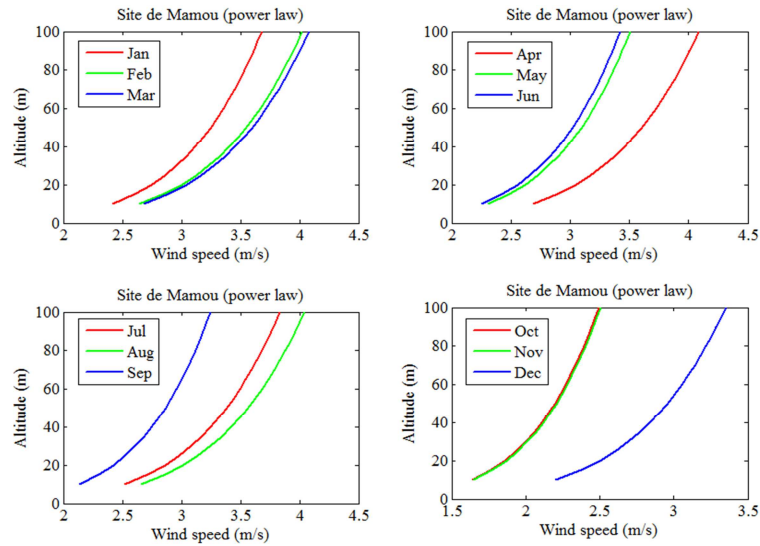 Site de Mamou (power law)
100
80
60
40
20
0
Altitude (m)
Jan
Feb
Mar
2
2.5
3
3.5
4
4.5
Wind speed (m/s)
Site de Mamou (power law)
100
80
60
40
20
0
Altitude (m)
Apr
May
Jun
2
2.5
3
3.5
4
4.5
Wind speed (m/s)
Site de Mamou (power law)
100
80
60
40
20
0
Altitude (m)
Jul
Aug
Sep
2
2.5
3
3.5
4
4.5
Wind speed (m/s)
Site de Mamou (power law)
100
80
60
40
20
0
Altitude (m)
Oct
Nov
Dec
1.5
2
2.5
3
3.5
Wind speed (m/s)